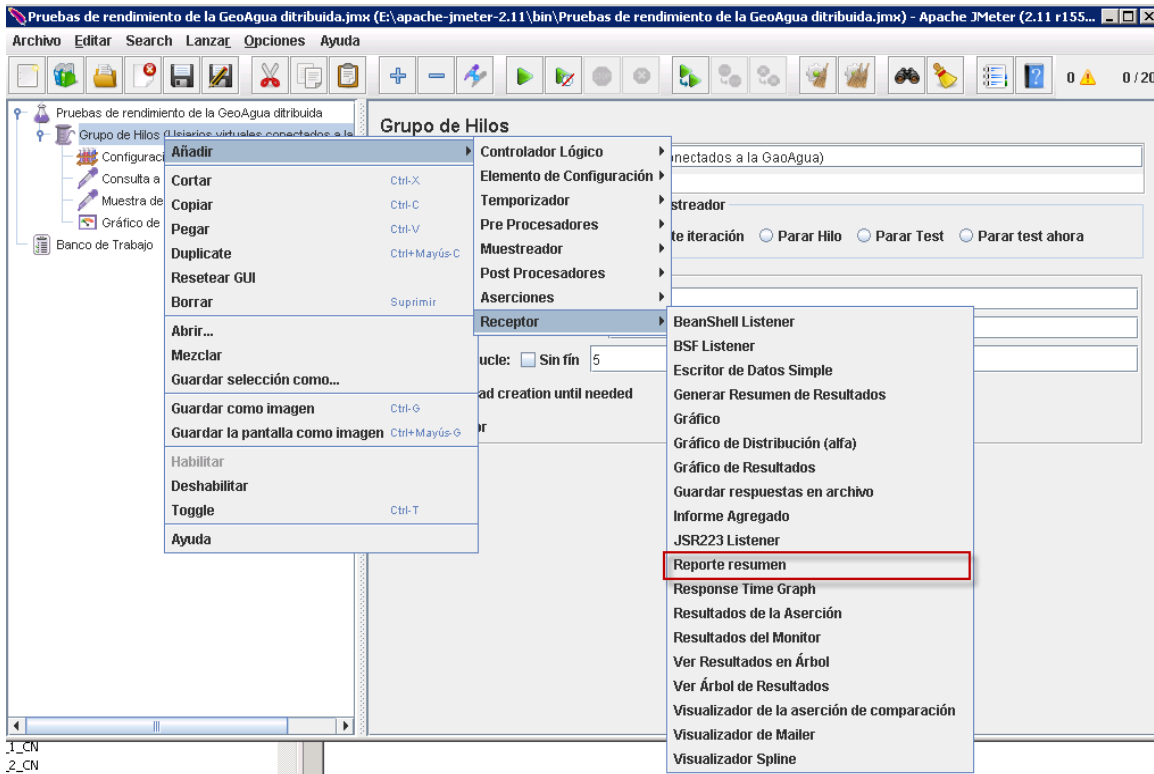 Pruebas de rendimiento de la GeoAgua ditribuida.jmx (E:\apache-jmeter-2.11\bin\Pruebas de rendimiento de la GeoAgua ditribuida.jmx) - Apache JMeter (2.11 r155...
Archivo Editar Search Lanzar Opciones Ayuda
0 0/20
Pruebas de rendimiento de la GeoAgua ditribuida
Grupo de Hilos (Usiarios virtuales conectados a la
Configuraci
Consulta a
Muestra de
Gráfico de
Banco de Trabajo
Añadir
Cortar Ctrl-X
Copiar Ctrl-C
Pegar Ctrl-V
Duplicate Ctrl+Mayús-C
Resetear GUI
Borrar Suprimir
Abrir...
Mezclar
Guardar selección como...
Guardar como imagen Ctrl-G
Guardar la pantalla como imagen Ctrl+Mayús-G
Habilitar
Deshabilitar
Toggle Ctrl-T
Ayuda
Controlador Lógico
Elemento de Configuración
Temporizador
Pre Procesadores
Muestreador
Post Procesadores
Aserciones
Receptor
Grupo de Hilos
onectados a la GaoAgua)
streador
te iteración Parar Hilo Parar Test Parar test ahora
ucle: Sin fín 5
ad creation until needed
or
BeanShell Listener
BSF Listener
Escritor de Datos Simple
Generar Resumen de Resultados
Gráfico
Gráfico de Distribución (alfa)
Gráfico de Resultados
Guardar respuestas en archivo
Informe Agregado
JSR223 Listener
Reporte resumen
Response Time Graph
Resultados de la Aserción
Resultados del Monitor
Ver Resultados en Árbol
Ver Árbol de Resultados
Visualizador de la aserción de comparación
Visualizador de Mailer
Visualizador Spline
1_CN
2_CN